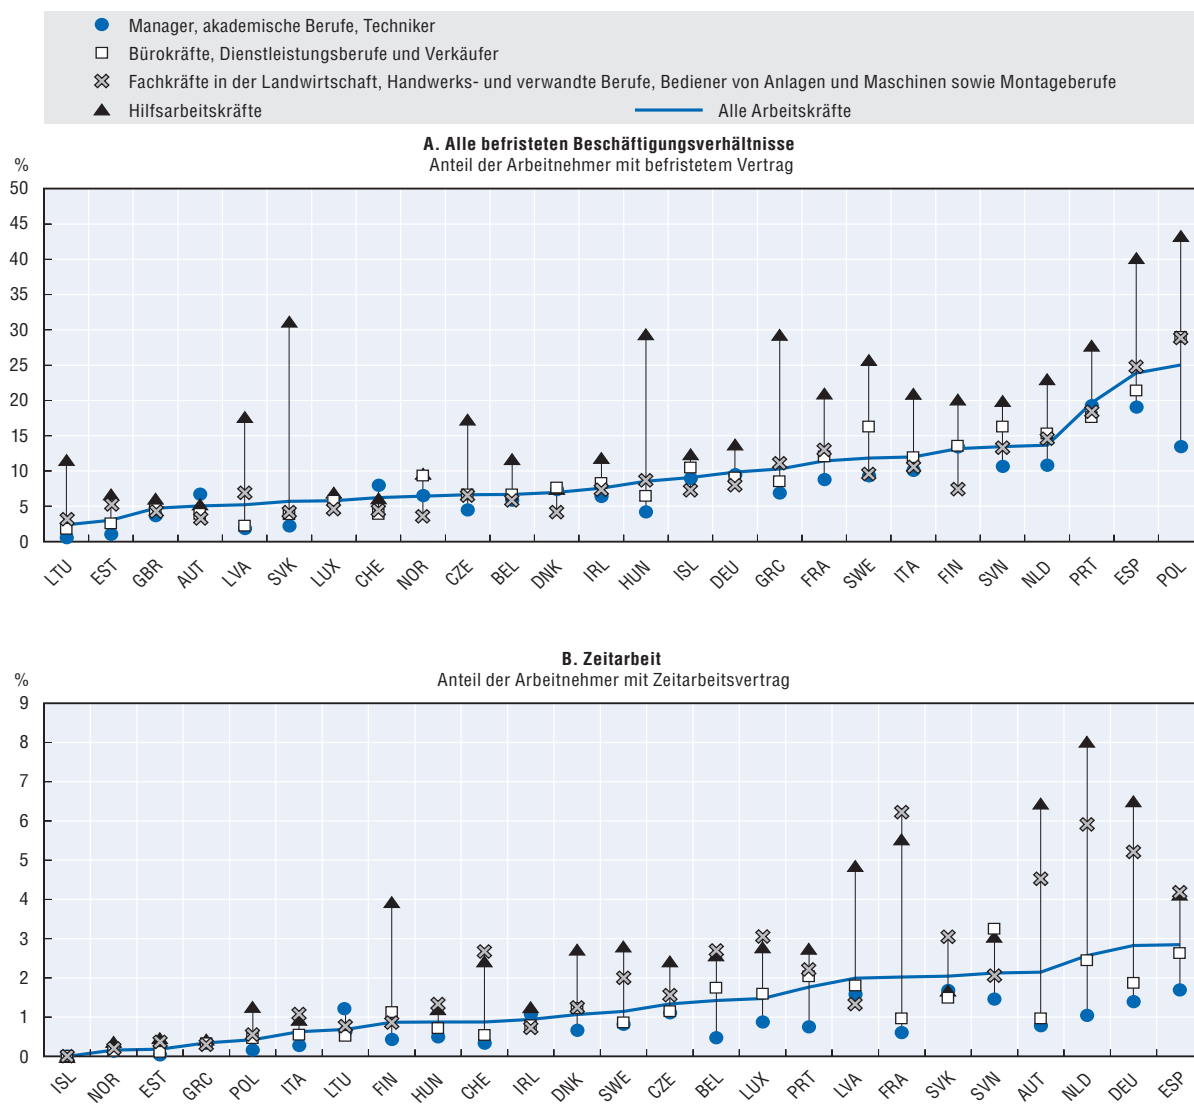 Manager, akademische Berufe, Techniker
Bürokräfte, Dienstleistungsberufe und Verkäufer
Fachkräfte in der Landwirtschaft, Handwerks- und verwandte Berufe, Bediener von Anlagen und Maschinen sowie Montageberufe
Hilfsarbeitskräfte Alle Arbeitskräfte
A. Alle befristeten Beschäftigungsverhältnisse
Anteil der Arbeitnehmer mit befristetem Vertrag
%
50
45
40
35
30
25
20
15
10
5
0
LTU EST GBR AUT LVA SVK LUX CHE NOR CZE BEL DNK IRL HUN ISL DEU GRC FRA SWE ITA FIN SVN NLD PRT ESP POL
B. Zeitarbeit
Anteil der Arbeitnehmer mit Zeitarbeitsvertrag
%
9
8
7
6
5
4
3
2
1
0
ISL NOR EST GRC POL ITA LTU FIN HUN CHE IRL DNK SWE CZE BEL LUX PRT LVA FRA SVK SVN AUT NLD DEU ESP